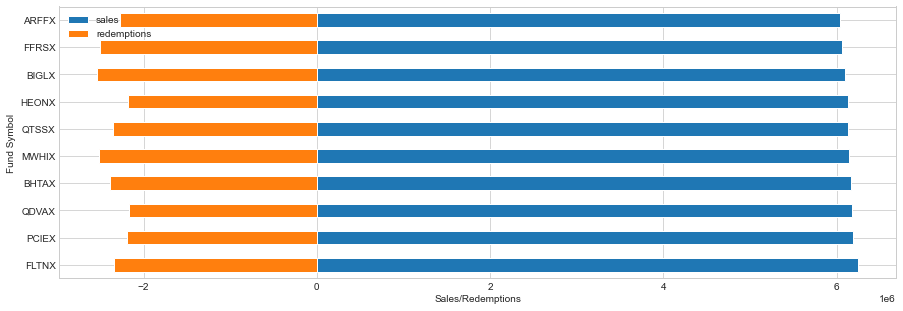 ARFFX
sales
redemptions
FFRSX
BIGLX
HEONX
QTSSX
MWHIX
BHTAX
QDVAX
PCIEX
FLTNX
Fund Symbol
−2
0
2
4
6
1e6
Sales/Redemptions